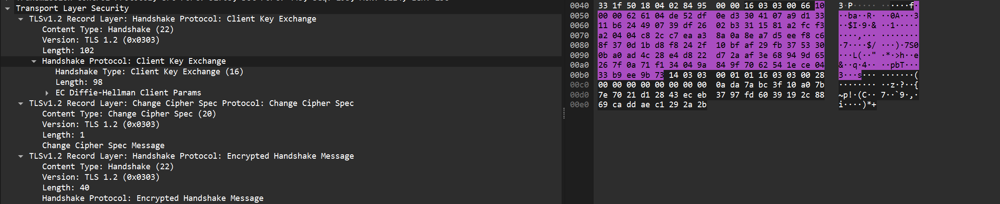 Transport Layer Security
TLSv1.2 Record Layer: Handshake Protocol: Client Key Exchange
Content Type: Handshake (22)
Version: TLS 1.2 (0x0303)
Length: 102
Handshake Protocol: Client Key Exchange
Handshake Type: Client Key Exchange (16)
Length: 98
EC Diffie-Hellman Client Params
TLSv1.2 Record Layer: Change Cipher Spec Protocol: Change Cipher Spec
Content Type: Change Cipher Spec (20)
Version: TLS 1.2 (0x0303)
Length: 1
Change Cipher Spec Message
TLSv1.2 Record Layer: Handshake Protocol: Encrypted Handshake Message
Content Type: Handshake (22)
Version: TLS 1.2 (0x0303)
Length: 40
Handshake Protocol: Encrypted Handshake Message
0040 33 1f 50 18 04 02 84 95 00 00 16 03 03 00 66 10 3·P····· ······f·
0050 00 00 62 61 04 de 52 df 0e d3 30 41 07 a9 d1 33 ··ba··R· ··0A···3
0060 11 b6 24 49 07 39 df 26 02 b3 31 15 81 a2 fc f3 ··$I·9·& ··1·····
0070 a2 04 04 c8 2c c7 ea a3 8a 0a 8e a7 d5 ee f8 c6 ····,··· ········
0080 8f 37 0d 1b d8 f8 24 2f 10 bf af 29 fb 37 53 30 ·7····$/ ···)·7S0
0090 0b a0 ad 4c 28 e4 d8 22 d7 2a af 3e 68 94 9d 65 ···L(··" ·*·>h··e
00a0 26 7f 0a 71 f1 34 04 9a 84 9f 70 62 54 1e ce 04 &··q·4·· ··pbT···
00b0 33 b9 ee 9b 73 14 03 03 00 01 01 16 03 03 00 28 3···s··· ·······(
00c0 00 00 00 00 00 00 00 00 0a da 7a bc 3f 10 a0 7b ········ ··z·?··{
00d0 7e 70 21 d1 28 43 ec eb 37 97 fd 60 39 19 2c 88 ~p!·(C·· 7··`9·,·
00e0 69 ca dd ae c1 29 2a 2b i····)*+